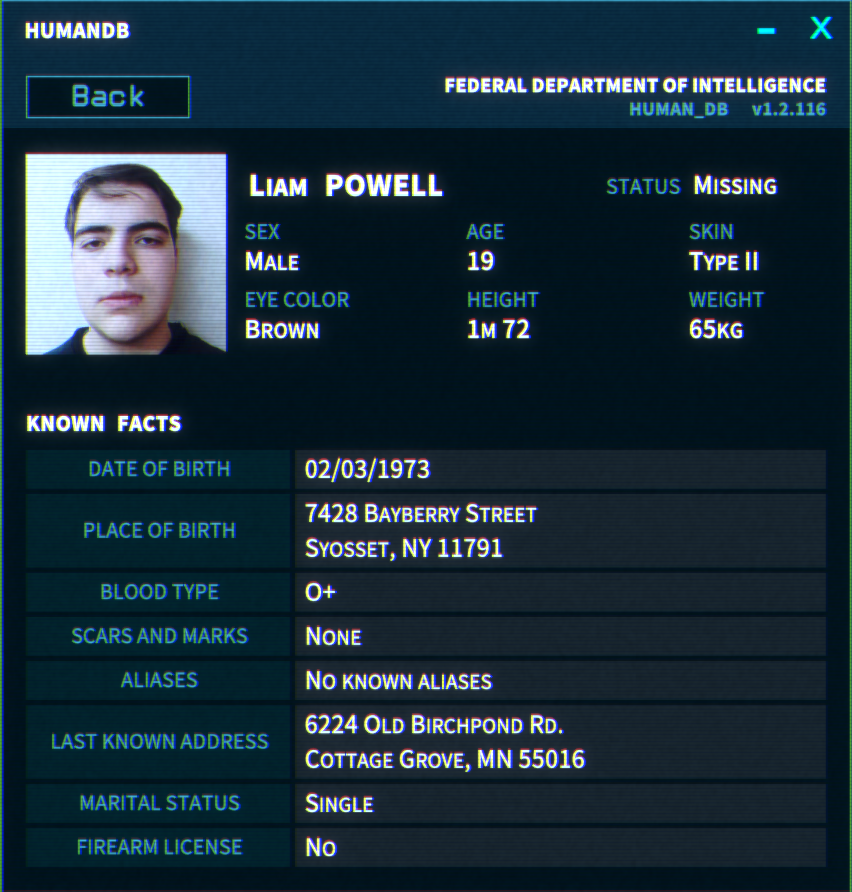 HUMANDB
– X
Back
FEDERAL DEPARTMENT OF INTELLIGENCE
HUMAN_DB v1.2.116
Liam POWELL
STATUS Missing
SEX AGE SKIN
Male 19 Type II
EYE COLOR HEIGHT WEIGHT
Brown 1m 72 65kg
KNOWN FACTS
DATE OF BIRTH 02/03/1973
PLACE OF BIRTH 7428 Bayberry Street
Syosset, NY 11791
BLOOD TYPE O+
SCARS AND MARKS None
ALIASES No known aliases
LAST KNOWN ADDRESS 6224 Old Birchpond Rd.
Cottage Grove, MN 55016
MARITAL STATUS Single
FIREARM LICENSE No